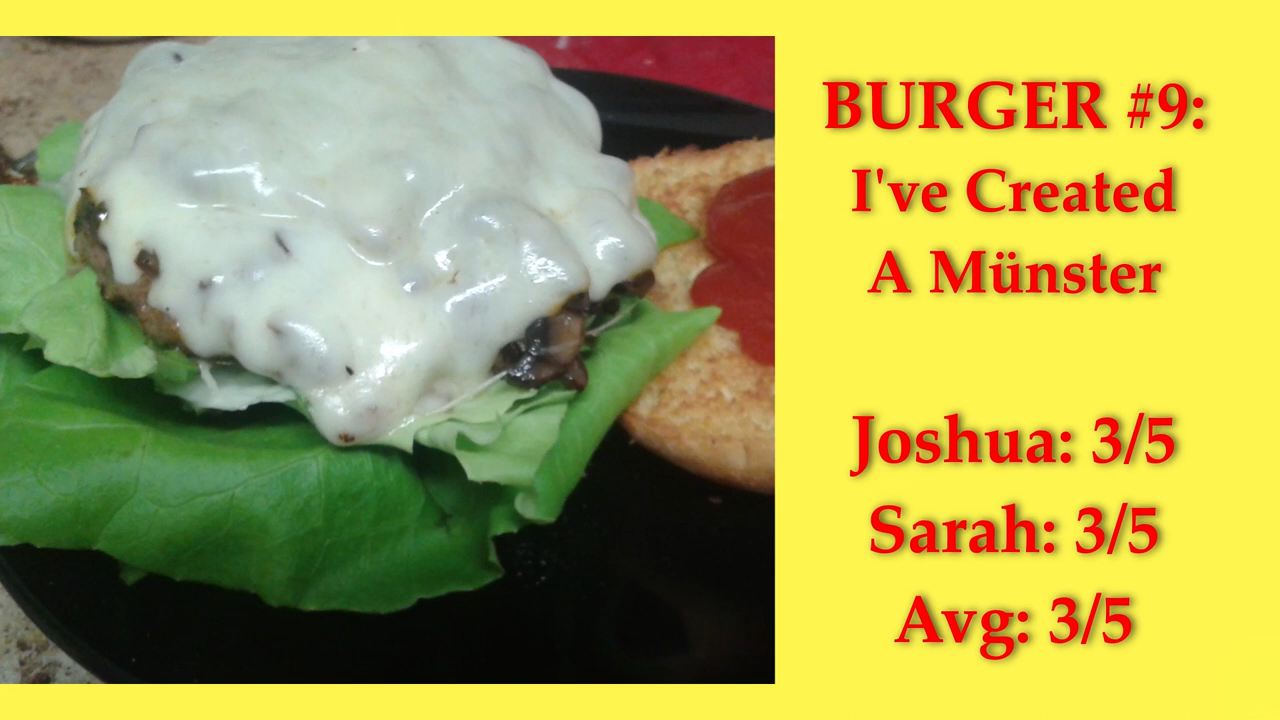 BURGER #9:
I've Created
A Münster
Joshua: 3/5
Sarah: 3/5
Avg: 3/5